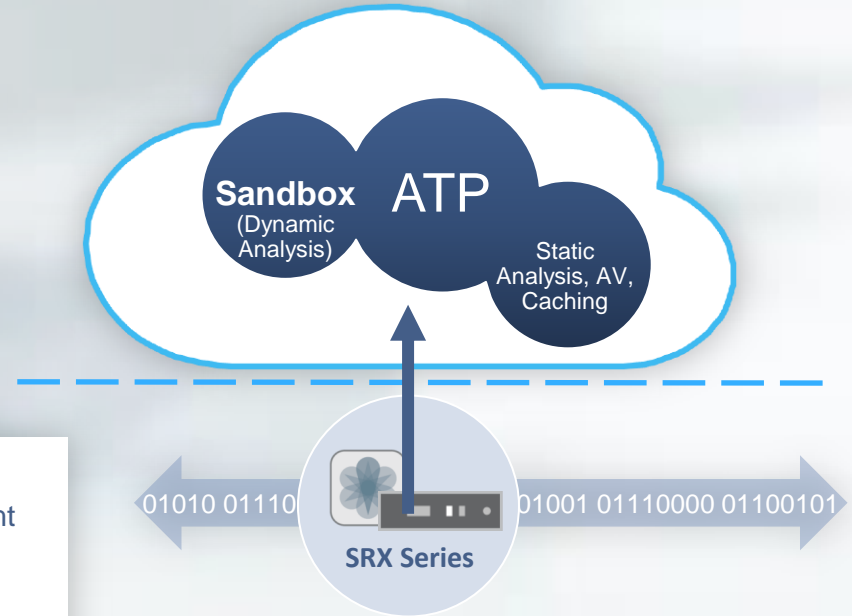 Sandbox
(Dynamic
Analysis)
ATP
Static
Analysis, AV,
Caching
01010 01110
01001 01110000 01100101
SRX Series